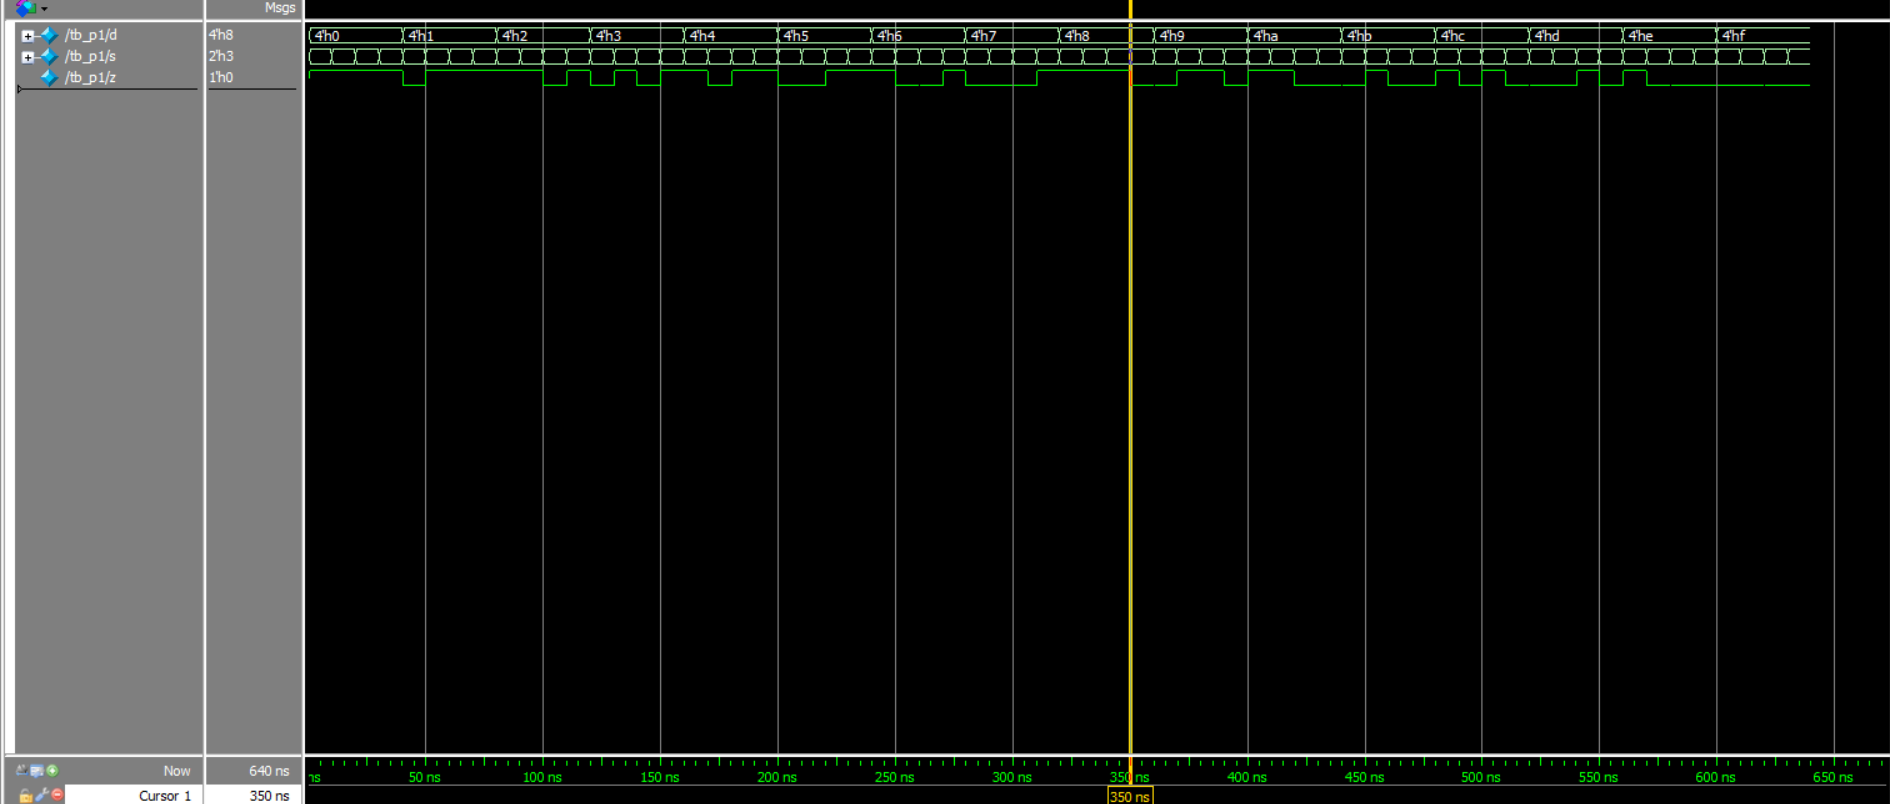 Msgs
/tb_p1/d 4'h8 4'h0 4'h1 4'h2 4'h3 4'h4 4'h5 4'h6 4'h7 4'h8 4'h9 4'ha 4'hb 4'hc 4'hd 4'he 4'hf
/tb_p1/s 2'h3
/tb_p1/z 1'h0
Now 640 ns ns 50 ns 100 ns 150 ns 200 ns 250 ns 300 ns 350 ns 400 ns 450 ns 500 ns 550 ns 600 ns 650 ns
Cursor 1 350 ns 350 ns